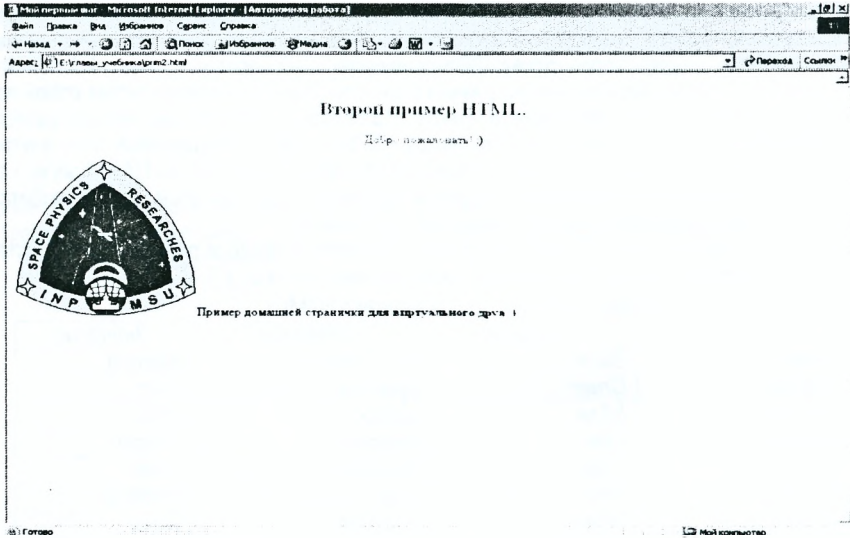 Мой первый шаг - Microsoft Internet Explorer - [Автономная работа]
Файл Правка Вид Избранное Сервис Справка
Назад Поиск Избранное Медиа
Адрес: E:\главы_учебника\prim2.html Переход Ссылки »
Второй пример HTML.
Добро пожаловать! :)
SPACE PHYSICS RESEARCHES
INP MSU
Пример домашней странички для виртуального
Готово Мой компьютер